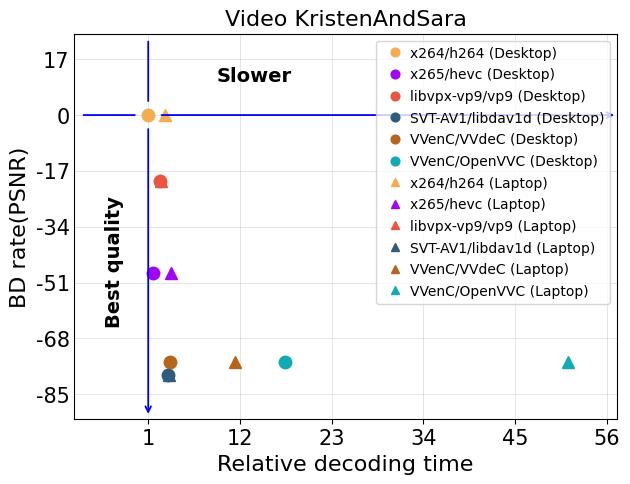 Video KristenAndSara
BD rate(PSNR)
17
0
-17
-34
-51
-68
-85
Slower
Best quality
x264/h264 (Desktop)
x265/hevc (Desktop)
libvpx-vp9/vp9 (Desktop)
SVT-AV1/libdav1d (Desktop)
VVenC/VVdeC (Desktop)
VVenC/OpenVVC (Desktop)
x264/h264 (Laptop)
x265/hevc (Laptop)
libvpx-vp9/vp9 (Laptop)
SVT-AV1/libdav1d (Laptop)
VVenC/VVdeC (Laptop)
VVenC/OpenVVC (Laptop)
1 12 23 34 45 56
Relative decoding time